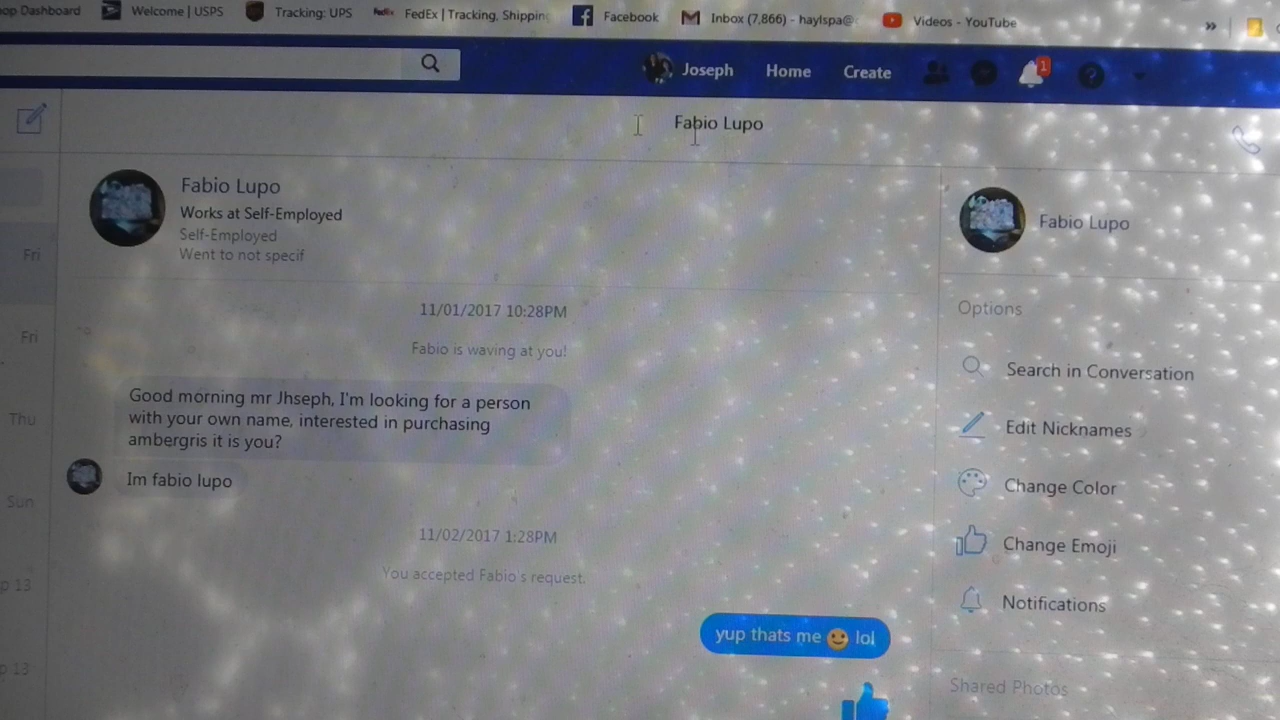 op Dashboard Welcome | USPS Tracking: UPS FedEx FedEx | Tracking, Shippin Facebook Inbox (7,866) - haylspa@ Videos - YouTube »
Joseph Home Create 1 ?
Fabio Lupo
Fabio Lupo
Works at Self-Employed
Self-Employed
Went to not specif
Fabio Lupo
Fri
11/01/2017 10:28PM
Options
Fri
Fabio is waving at you!
Search in Conversation
Good morning mr Jhseph, I'm looking for a person
with your own name, interested in purchasing
ambergris it is you?
Thu
Edit Nicknames
Im fabio lupo
Change Color
Sun
11/02/2017 1:28PM
Change Emoji
You accepted Fabio's request.
p 13
Notifications
yup thats me 🙂 lol
p 13
Shared Photos